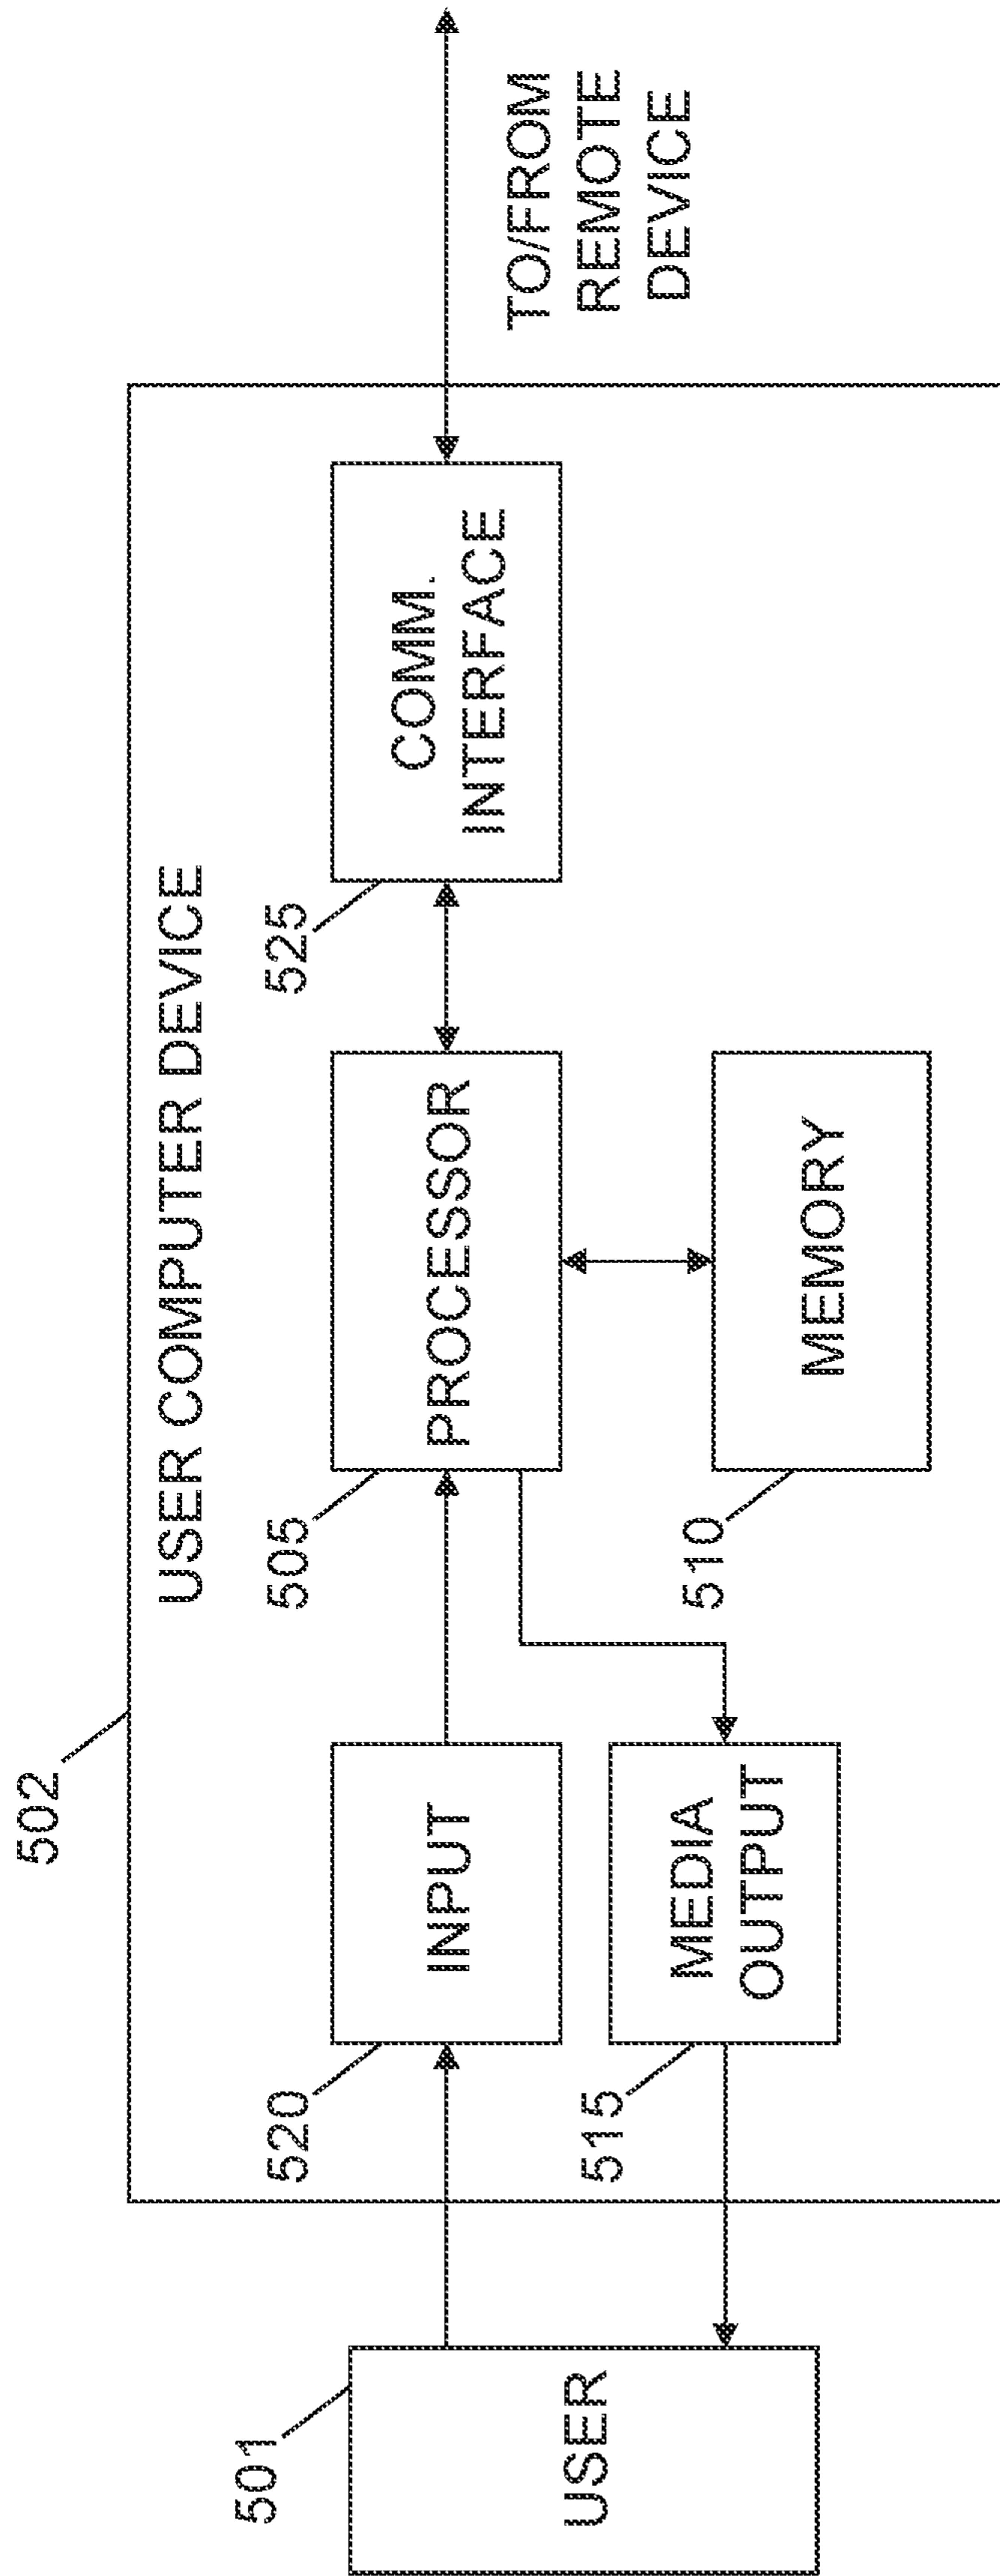 502
USER COMPUTER DEVICE
501
USER
520
INPUT
505
PROCESSOR
525
COMM.
INTERFACE
TO/FROM
REMOTE
DEVICE
515
MEDIA
OUTPUT
510
MEMORY